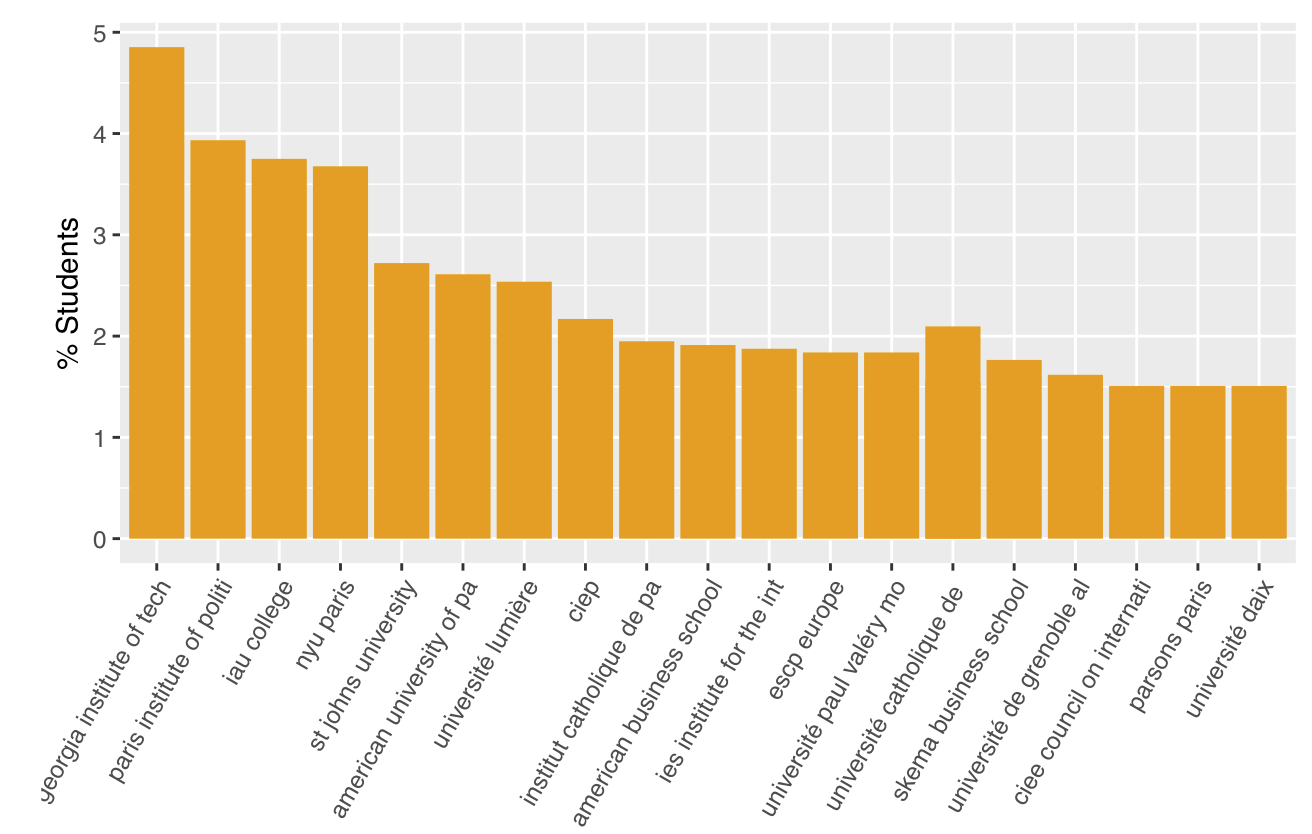 % Students
5
4
3
2
1
0
georgia institute of tech
paris institute of politi
iau college
nyu paris
st johns university
american university of pa
université lumière
ciep
institut catholique de pa
american business school
ies institute for the int
escp europe
université paul valéry mo
université catholique de
skema business school
université de grenoble al
ciee council on internati
parsons paris
université daix